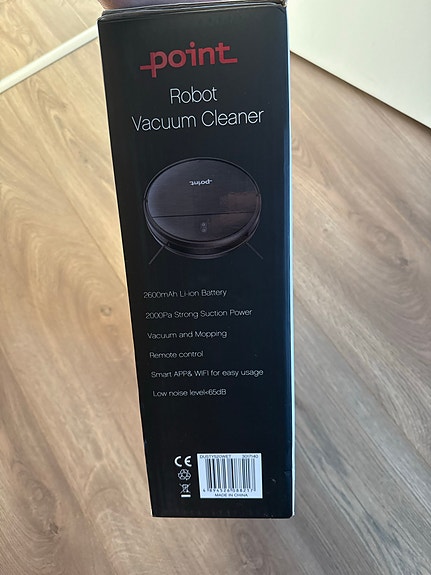 point
Robot
Vacuum Cleaner
point
2600mAh Li-ion Battery
2000Pa Strong Suction Power
Vacuum and Mopping
Remote control
Smart APP& WIFI for easy usage
Low noise level<65dB
CE
MADE IN CHINA